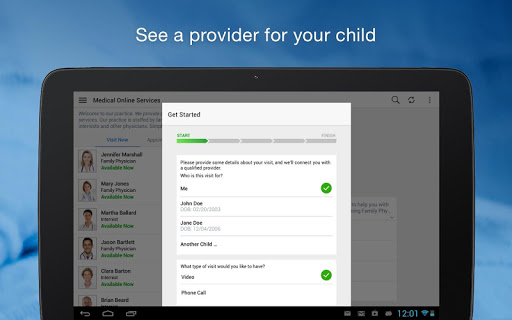 See a provider for your child
Medical Online Services
Welcome to our practice. We provide a
services. Our practice is staffed by
internists and other physicians.
Visit Now
Appoin
Jennifer Marshall
Family Physician
Available Now
Mary Jones
Family Physician
Available Now
Martha Ballard
Internist
Available Now
Jason Bartlett
Family Physician
Available Now
Clara Barton
Internist
Available Now
Brian Beard
Get Started
START
FINISH
Please provide some details about your visit, and we'll connect you with
a qualified provider.
Who is this visit for?
Me
John Doe
DOB: 02/20/2003
Jane Doe
DOB: 12/04/2006
Another Child ...
What type of visit would you like to have?
Video
Phone Call
to help you with
ong Family Phy...
12:01